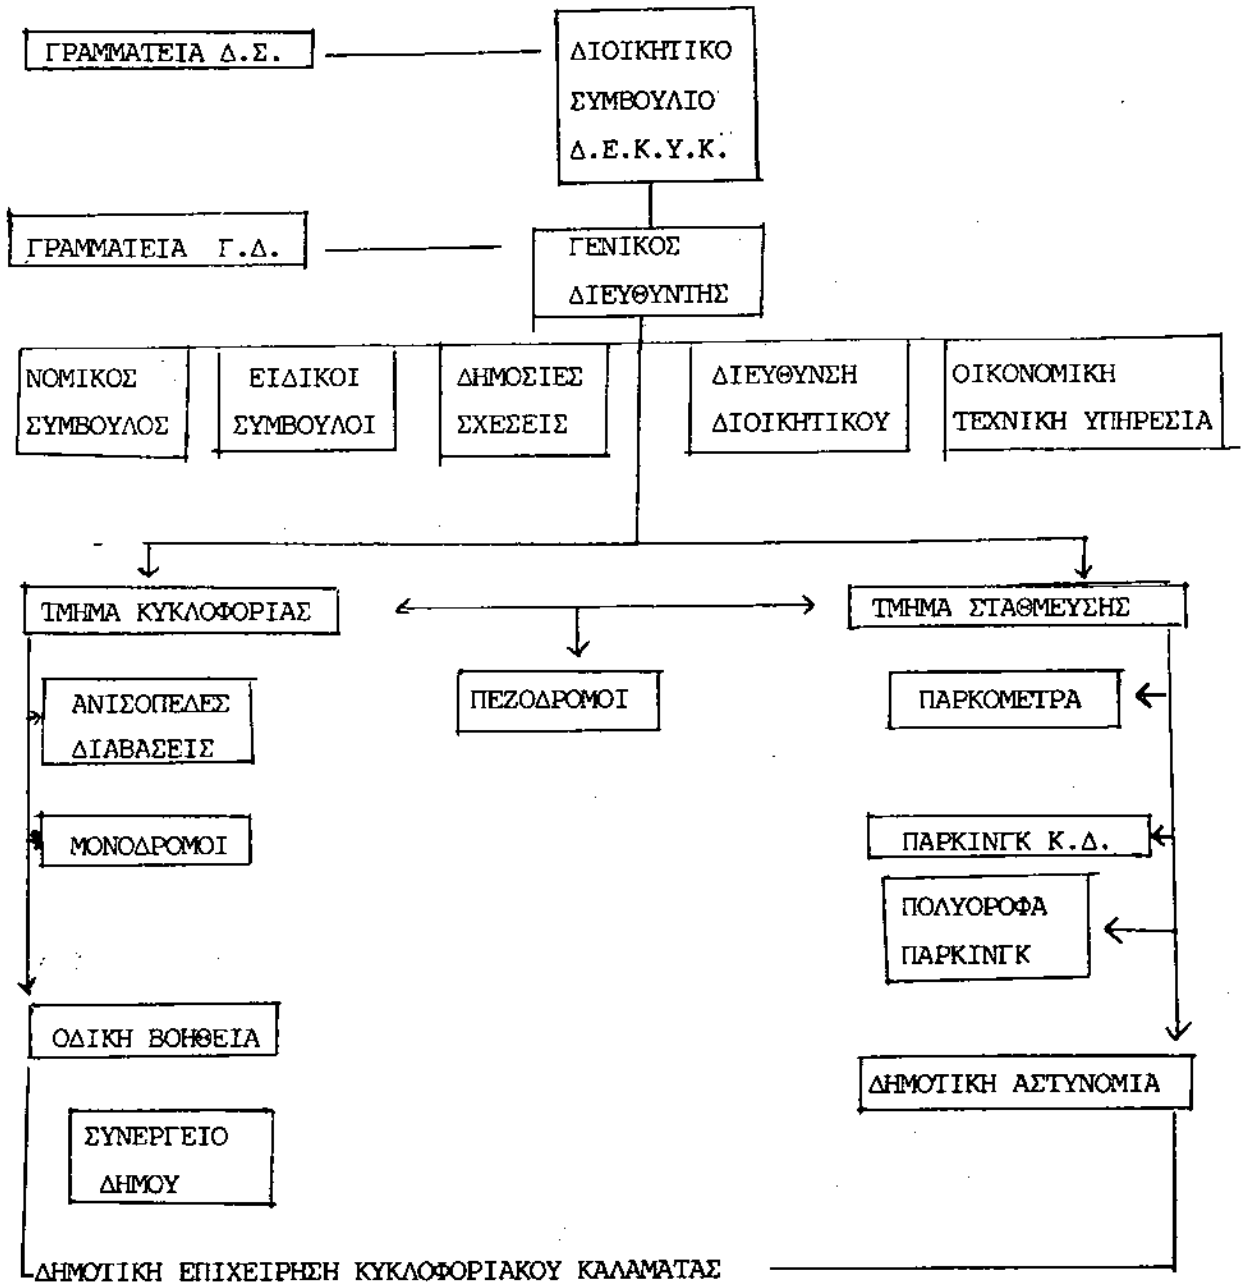 ΓΡΑΜΜΑΤΕΙΑ Δ.Σ.
ΔΙΟΙΚΗΤΙΚΟ
ΣΥΜΒΟΥΛΙΟ
Δ.Ε.Κ.Υ.Κ.
ΓΡΑΜΜΑΤΕΙΑ Γ.Δ.
ΓΕΝΙΚΟΣ
ΔΙΕΥΘΥΝΤΗΣ
ΝΟΜΙΚΟΣ
ΣΥΜΒΟΥΛΟΣ
ΕΙΔΙΚΟΙ
ΣΥΜΒΟΥΛΟΙ
ΔΗΜΟΣΙΕΣ
ΣΧΕΣΕΙΣ
ΔΙΕΥΘΥΝΣΗ
ΔΙΟΙΚΗΤΙΚΟΥ
ΟΙΚΟΝΟΜΙΚΗ
ΤΕΧΝΙΚΗ ΥΠΗΡΕΣΙΑ
ΤΜΗΜΑ ΚΥΚΛΟΦΟΡΙΑΣ
ΤΜΗΜΑ ΣΤΑΘΜΕΥΣΗΣ
ΑΝΙΣΟΠΕΔΕΣ
ΔΙΑΒΑΣΕΙΣ
ΠΕΖΟΔΡΟΜΟΙ
ΠΑΡΚΟΜΕΤΡΑ
ΜΟΝΟΔΡΟΜΟΙ
ΠΑΡΚΙΝΓΚ Κ.Δ.
ΠΟΛΥΟΡΟΦΑ
ΠΑΡΚΙΝΓΚ
ΟΔΙΚΗ ΒΟΗΘΕΙΑ
ΔΗΜΟΤΙΚΗ ΑΣΤΥΝΟΜΙΑ
ΣΥΝΕΡΓΕΙΟ
ΔΗΜΟΥ
ΔΗΜΟΤΙΚΗ ΕΠΙΧΕΙΡΗΣΗ ΚΥΚΛΟΦΟΡΙΑΚΟΥ ΚΑΛΑΜΑΤΑΣ